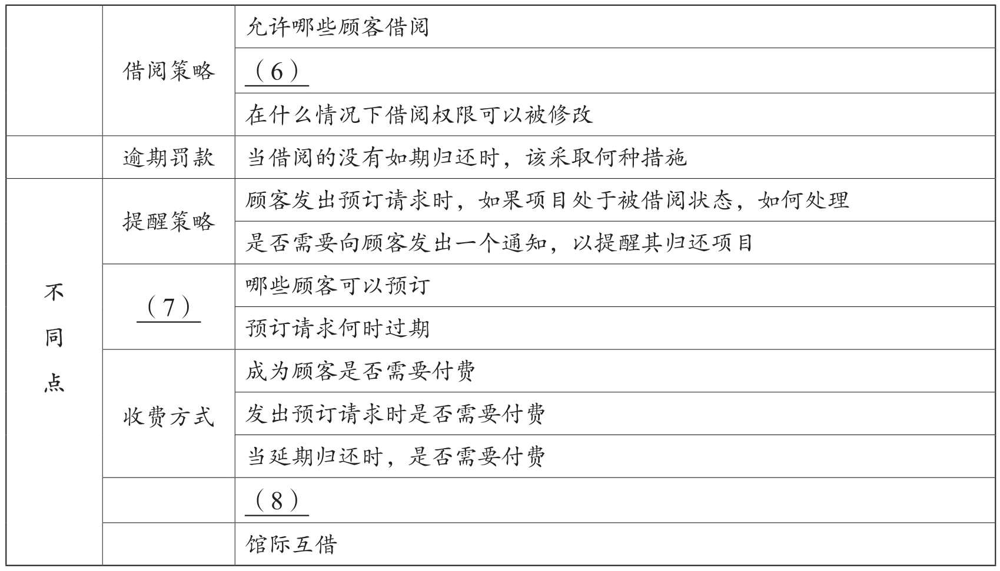 允许哪些顾客借阅
借阅策略
（6）
在什么情况下借阅权限可以被修改
逾期罚款
当借阅的没有如期归还时，该采取何种措施
不同点
提醒策略
顾客发出预订请求时，如果项目处于被借阅状态，如何处理
是否需要向顾客发出一个通知，以提醒其归还项目
（7）
哪些顾客可以预订
预订请求何时过期
收费方式
成为顾客是否需要付费
发出预订请求时是否需要付费
当延期归还时，是否需要付费
（8）
馆际互借